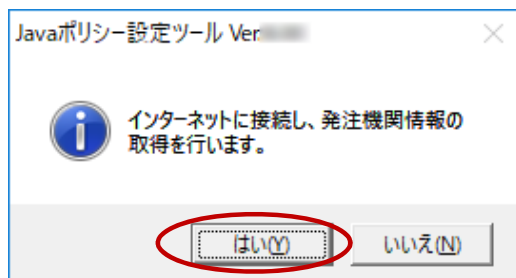 Javaポリシー設定ツール Ver
インターネットに接続し、発注機関情報の
取得を行います。
はい(Y) いいえ(N)